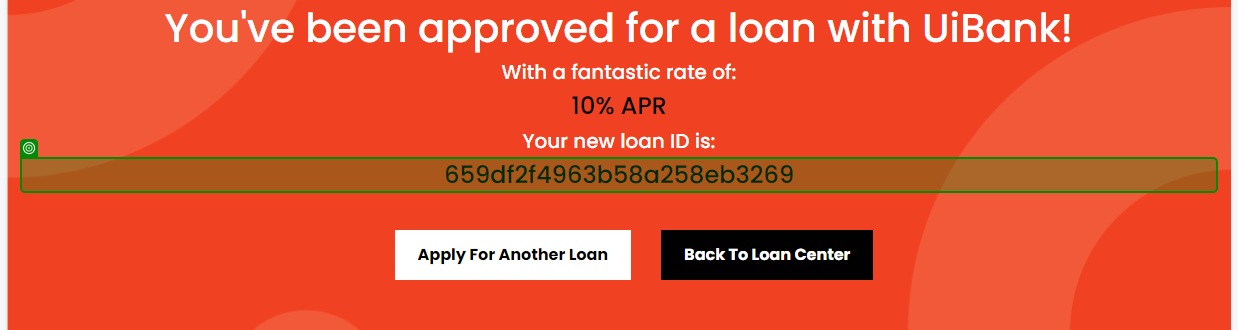 You've been approved for a loan with UiBank!
With a fantastic rate of:
10% APR
Your new loan ID is:
659df2f4963b58a258eb3269
Apply For Another Loan
Back To Loan Center